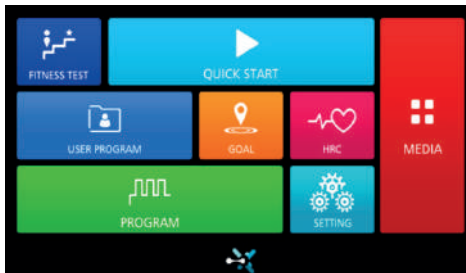 FITNESS TEST
QUICK START
USER PROGRAM
GOAL
HRC
MEDIA
PROGRAM
SETTING